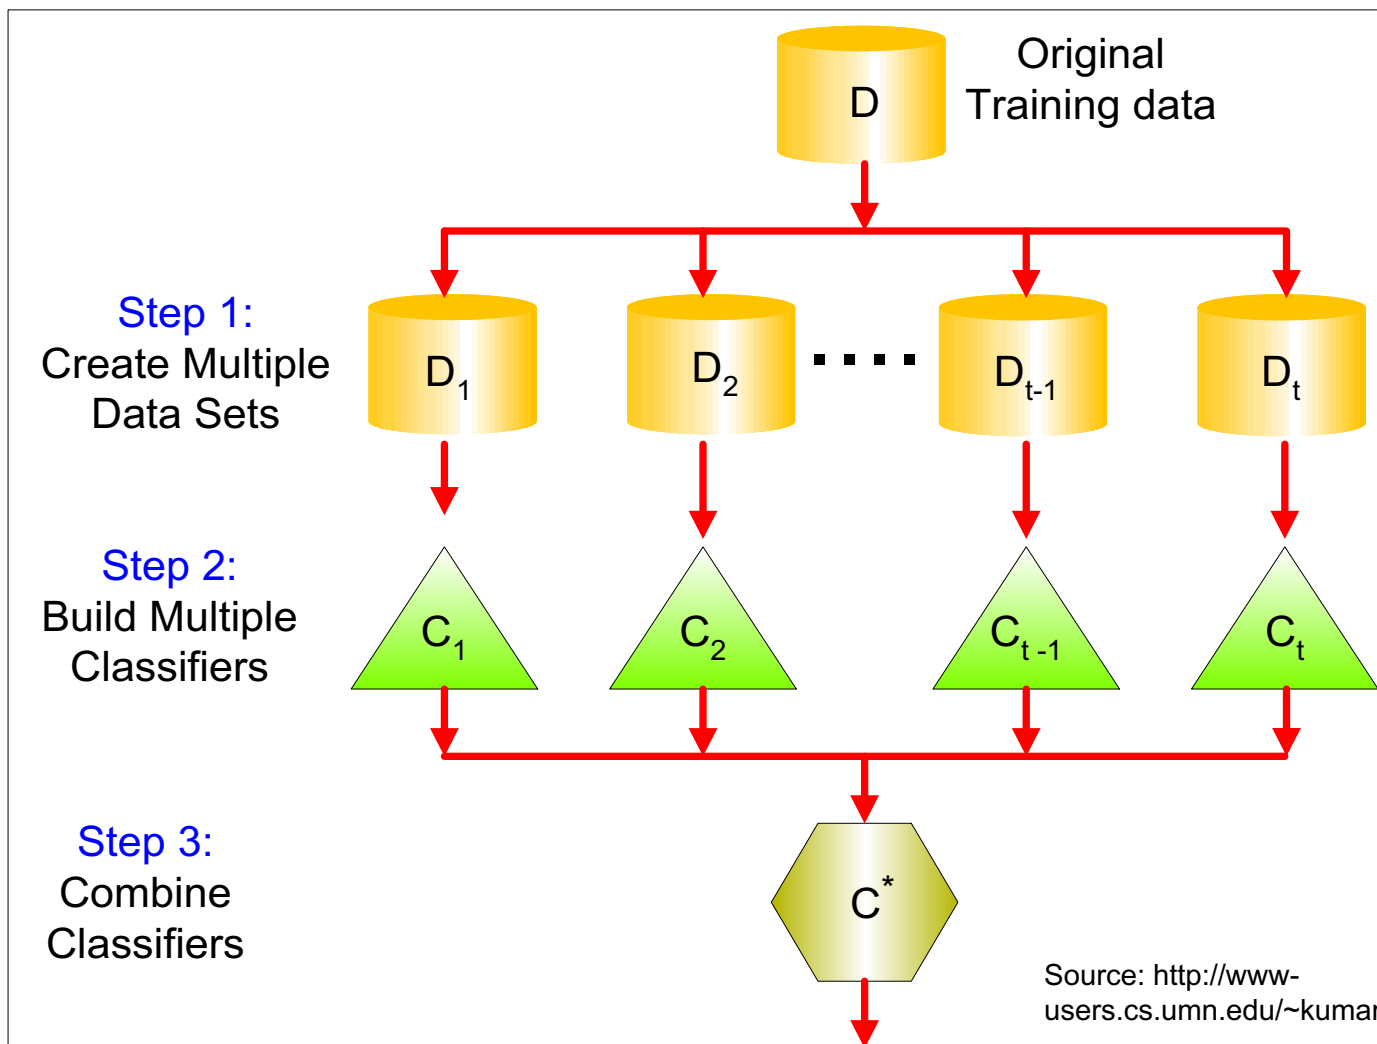 D
Original
Training data
Step 1:
Create Multiple
Data Sets
D1
D2
Dt-1
Dt
Step 2:
Build Multiple
Classifiers
C1
C2
Ct -1
Ct
Step 3:
Combine
Classifiers
C*
Source: http://www-
users.cs.umn.edu/~kumar